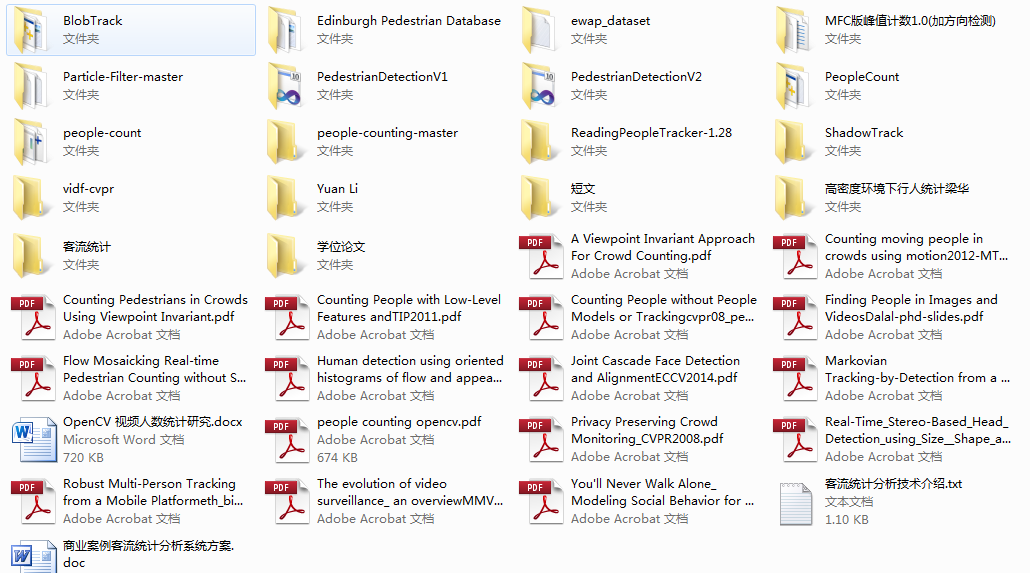 BlobTrack
文件夹
Edinburgh Pedestrian Database
文件夹
ewap_dataset
文件夹
MFC版峰值计数1.0(加方向检测)
文件夹
Particle-Filter-master
文件夹
PedestrianDetectionV1
文件夹
PedestrianDetectionV2
文件夹
PeopleCount
文件夹
people-count
文件夹
people-counting-master
文件夹
ReadingPeopleTracker-1.28
文件夹
ShadowTrack
文件夹
vidf-cvpr
文件夹
Yuan Li
文件夹
短文
文件夹
高密度环境下行人统计梁华
文件夹
客流统计
文件夹
学位论文
文件夹
A Viewpoint Invariant Approach
For Crowd Counting.pdf
Adobe Acrobat 文档
Counting moving people in
crowds using motion2012-MT...
Adobe Acrobat 文档
Counting Pedestrians in Crowds
Using Viewpoint Invariant.pdf
Adobe Acrobat 文档
Counting People with Low-Level
Features andTIP2011.pdf
Adobe Acrobat 文档
Counting People without People
Models or Trackingcvpr08_pe...
Adobe Acrobat 文档
Finding People in Images and
VideosDalal-phd-slides.pdf
Adobe Acrobat 文档
Flow Mosaicking Real-time
Pedestrian Counting without S...
Adobe Acrobat 文档
Human detection using oriented
histograms of flow and appea...
Adobe Acrobat 文档
Joint Cascade Face Detection
and AlignmentECCV2014.pdf
Adobe Acrobat 文档
Markovian
Tracking-by-Detection from a ...
Adobe Acrobat 文档
OpenCV 视频人数统计研究.docx
Microsoft Word 文档
720 KB
people counting opencv.pdf
Adobe Acrobat 文档
674 KB
Privacy Preserving Crowd
Monitoring_CVPR2008.pdf
Adobe Acrobat 文档
Real-Time_Stereo-Based_Head_
Detection_using_Size__Shape_a...
Adobe Acrobat 文档
Robust Multi-Person Tracking
from a Mobile Platformeth_bi...
Adobe Acrobat 文档
The evolution of video
surveillance_ an overviewMMV...
Adobe Acrobat 文档
You'll Never Walk Alone_
Modeling Social Behavior for ...
Adobe Acrobat 文档
客流统计分析技术介绍.txt
文本文档
1.10 KB
商业案例客流统计分析系统方案.
doc